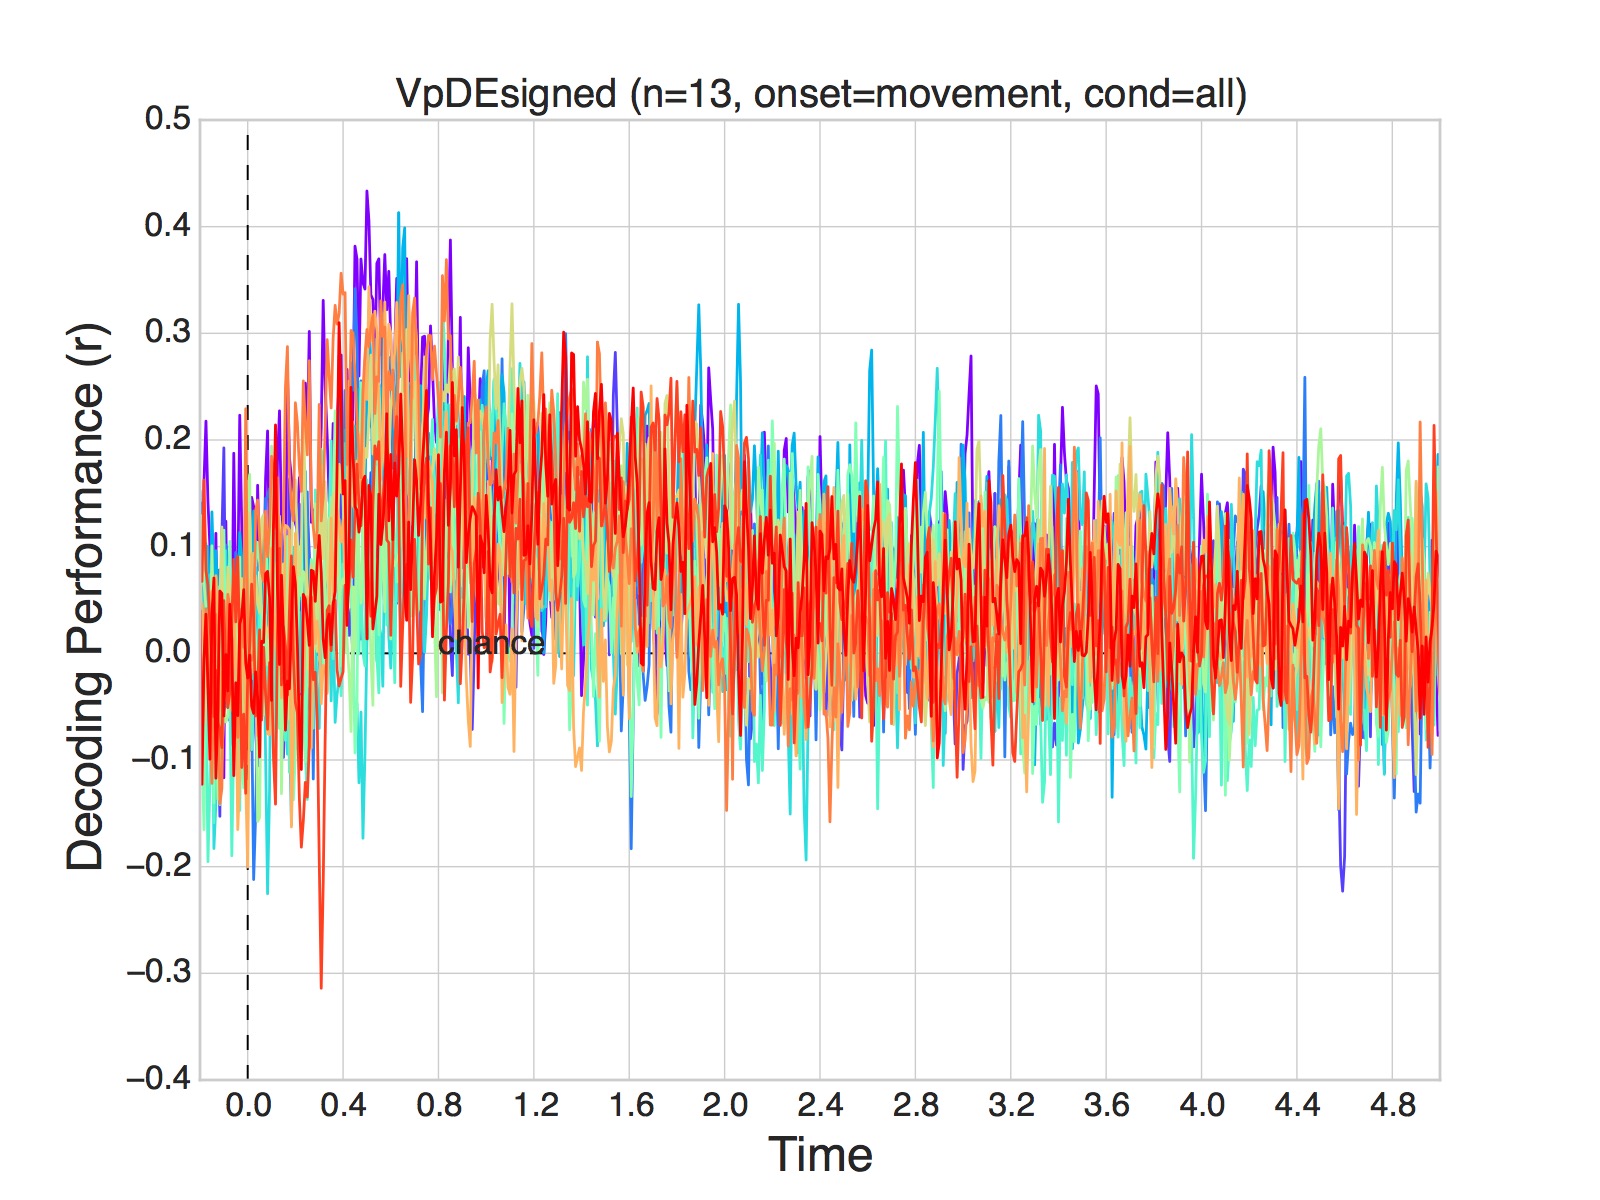 VpDEsigned (n=13, onset=movement, cond=all)
0.5
0.4
0.3
0.2
0.1
0.0
−0.1
−0.2
−0.3
−0.4
Decoding Performance (r)
chance
0.0 0.4 0.8 1.2 1.6 2.0 2.4 2.8 3.2 3.6 4.0 4.4 4.8
Time